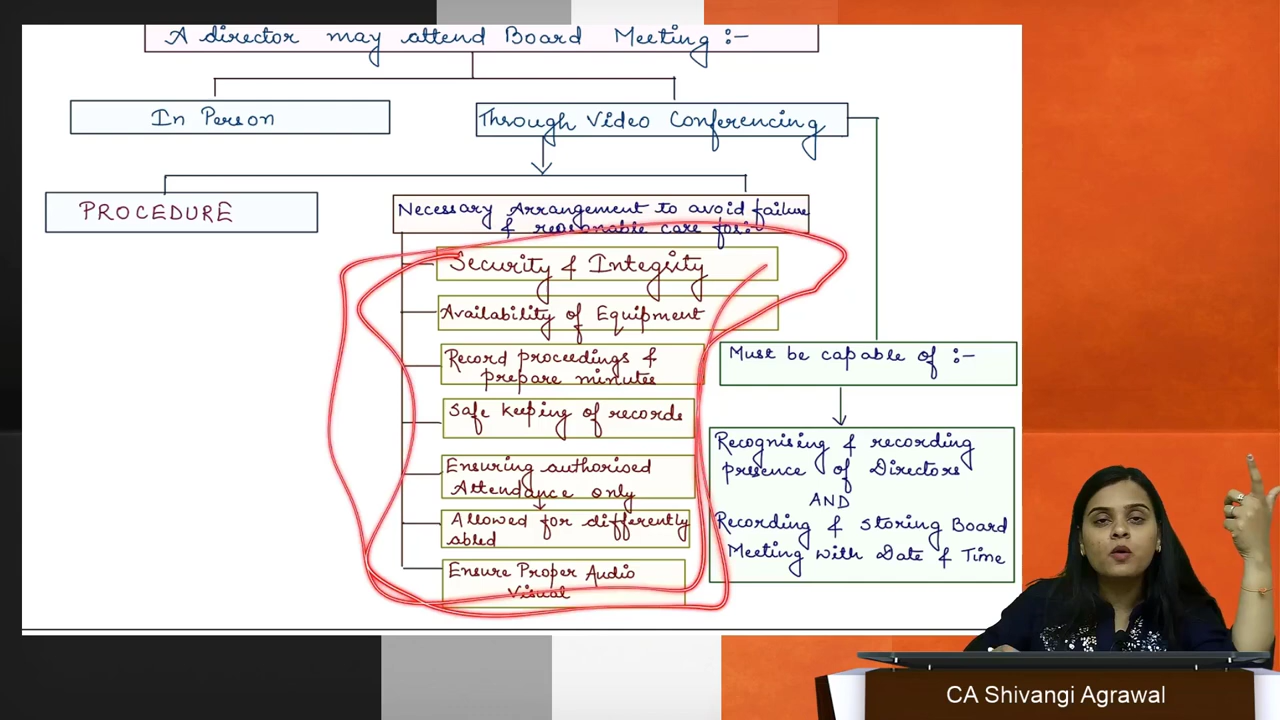 A director may attend Board Meeting :-
In Person
Through Video Conferencing
PROCEDURE
Necessary Arrangement to avoid failure
& reasonable care for:-
Security & Integrity
Availability of Equipment
Record proceedings &
prepare minutes
Safe keeping of records
Ensuring authorised
Attendance only
Allowed for differently
abled
Ensure Proper Audio
Visual
Must be capable of :-
Recognising & recording
presence of Directors
AND
Recording & storing Board
Meeting with Date & Time
CA Shivangi Agrawal